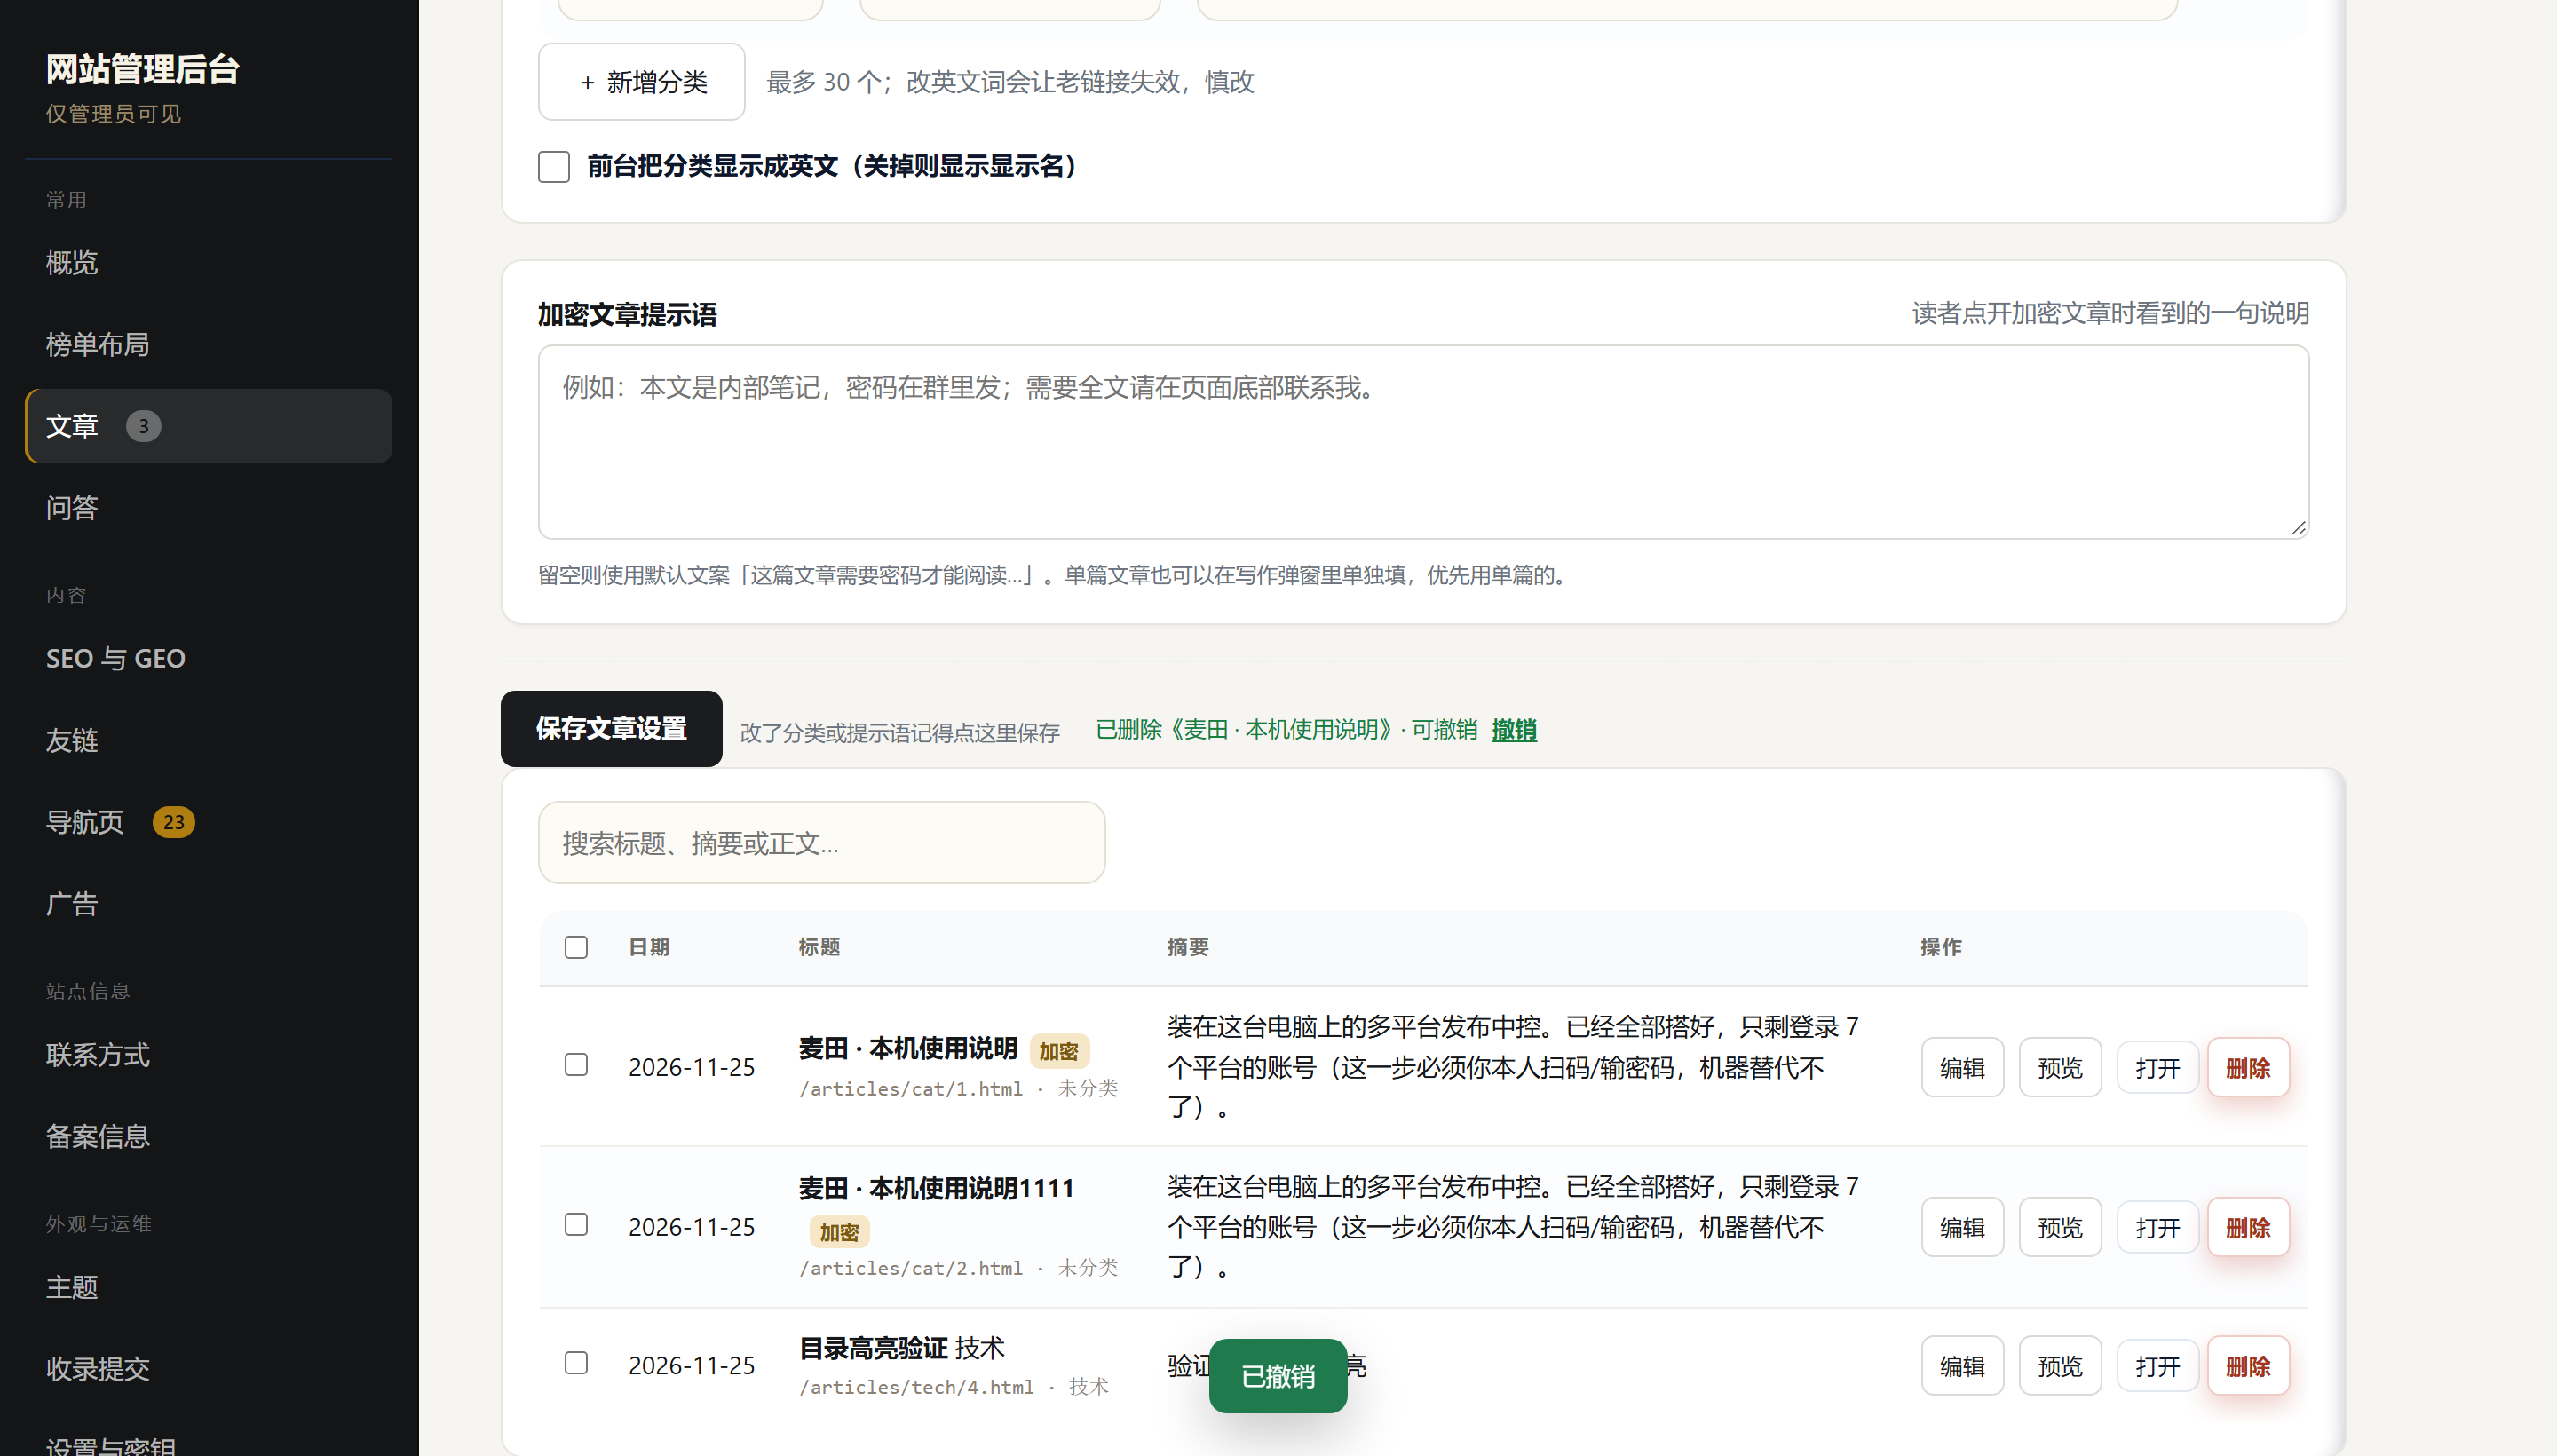 网站管理后台
仅管理员可见
常用
概览
榜单布局
文章 3
问答
内容
SEO 与 GEO
友链
导航页 23
广告
站点信息
联系方式
备案信息
外观与运维
主题
收录提交
设置与密钥
+ 新增分类 最多 30 个；改英文词会让老链接失效，慎改
前台把分类显示成英文（关掉则显示显示名）
加密文章提示语 读者点开加密文章时看到的一句说明
例如：本文是内部笔记，密码在群里发；需要全文请在页面底部联系我。
留空则使用默认文案「这篇文章需要密码才能阅读…」。单篇文章也可以在写作弹窗里单独填，优先用单篇的。
保存文章设置 改了分类或提示语记得点这里保存 已删除《麦田 · 本机使用说明》· 可撤销 撤销
搜索标题、摘要或正文…
日期 标题 摘要 操作
2026-11-25
麦田 · 本机使用说明 加密
/articles/cat/1.html · 未分类
装在这台电脑上的多平台发布中控。已经全部搭好，只剩登录 7
个平台的账号（这一步必须你本人扫码/输密码，机器替代不
了）。
编辑 预览 打开 删除
2026-11-25
麦田 · 本机使用说明1111
加密
/articles/cat/2.html · 未分类
装在这台电脑上的多平台发布中控。已经全部搭好，只剩登录 7
个平台的账号（这一步必须你本人扫码/输密码，机器替代不
了）。
编辑 预览 打开 删除
2026-11-25
目录高亮验证 技术
/articles/tech/4.html · 技术
验证 亮
编辑 预览 打开 删除
已撤销